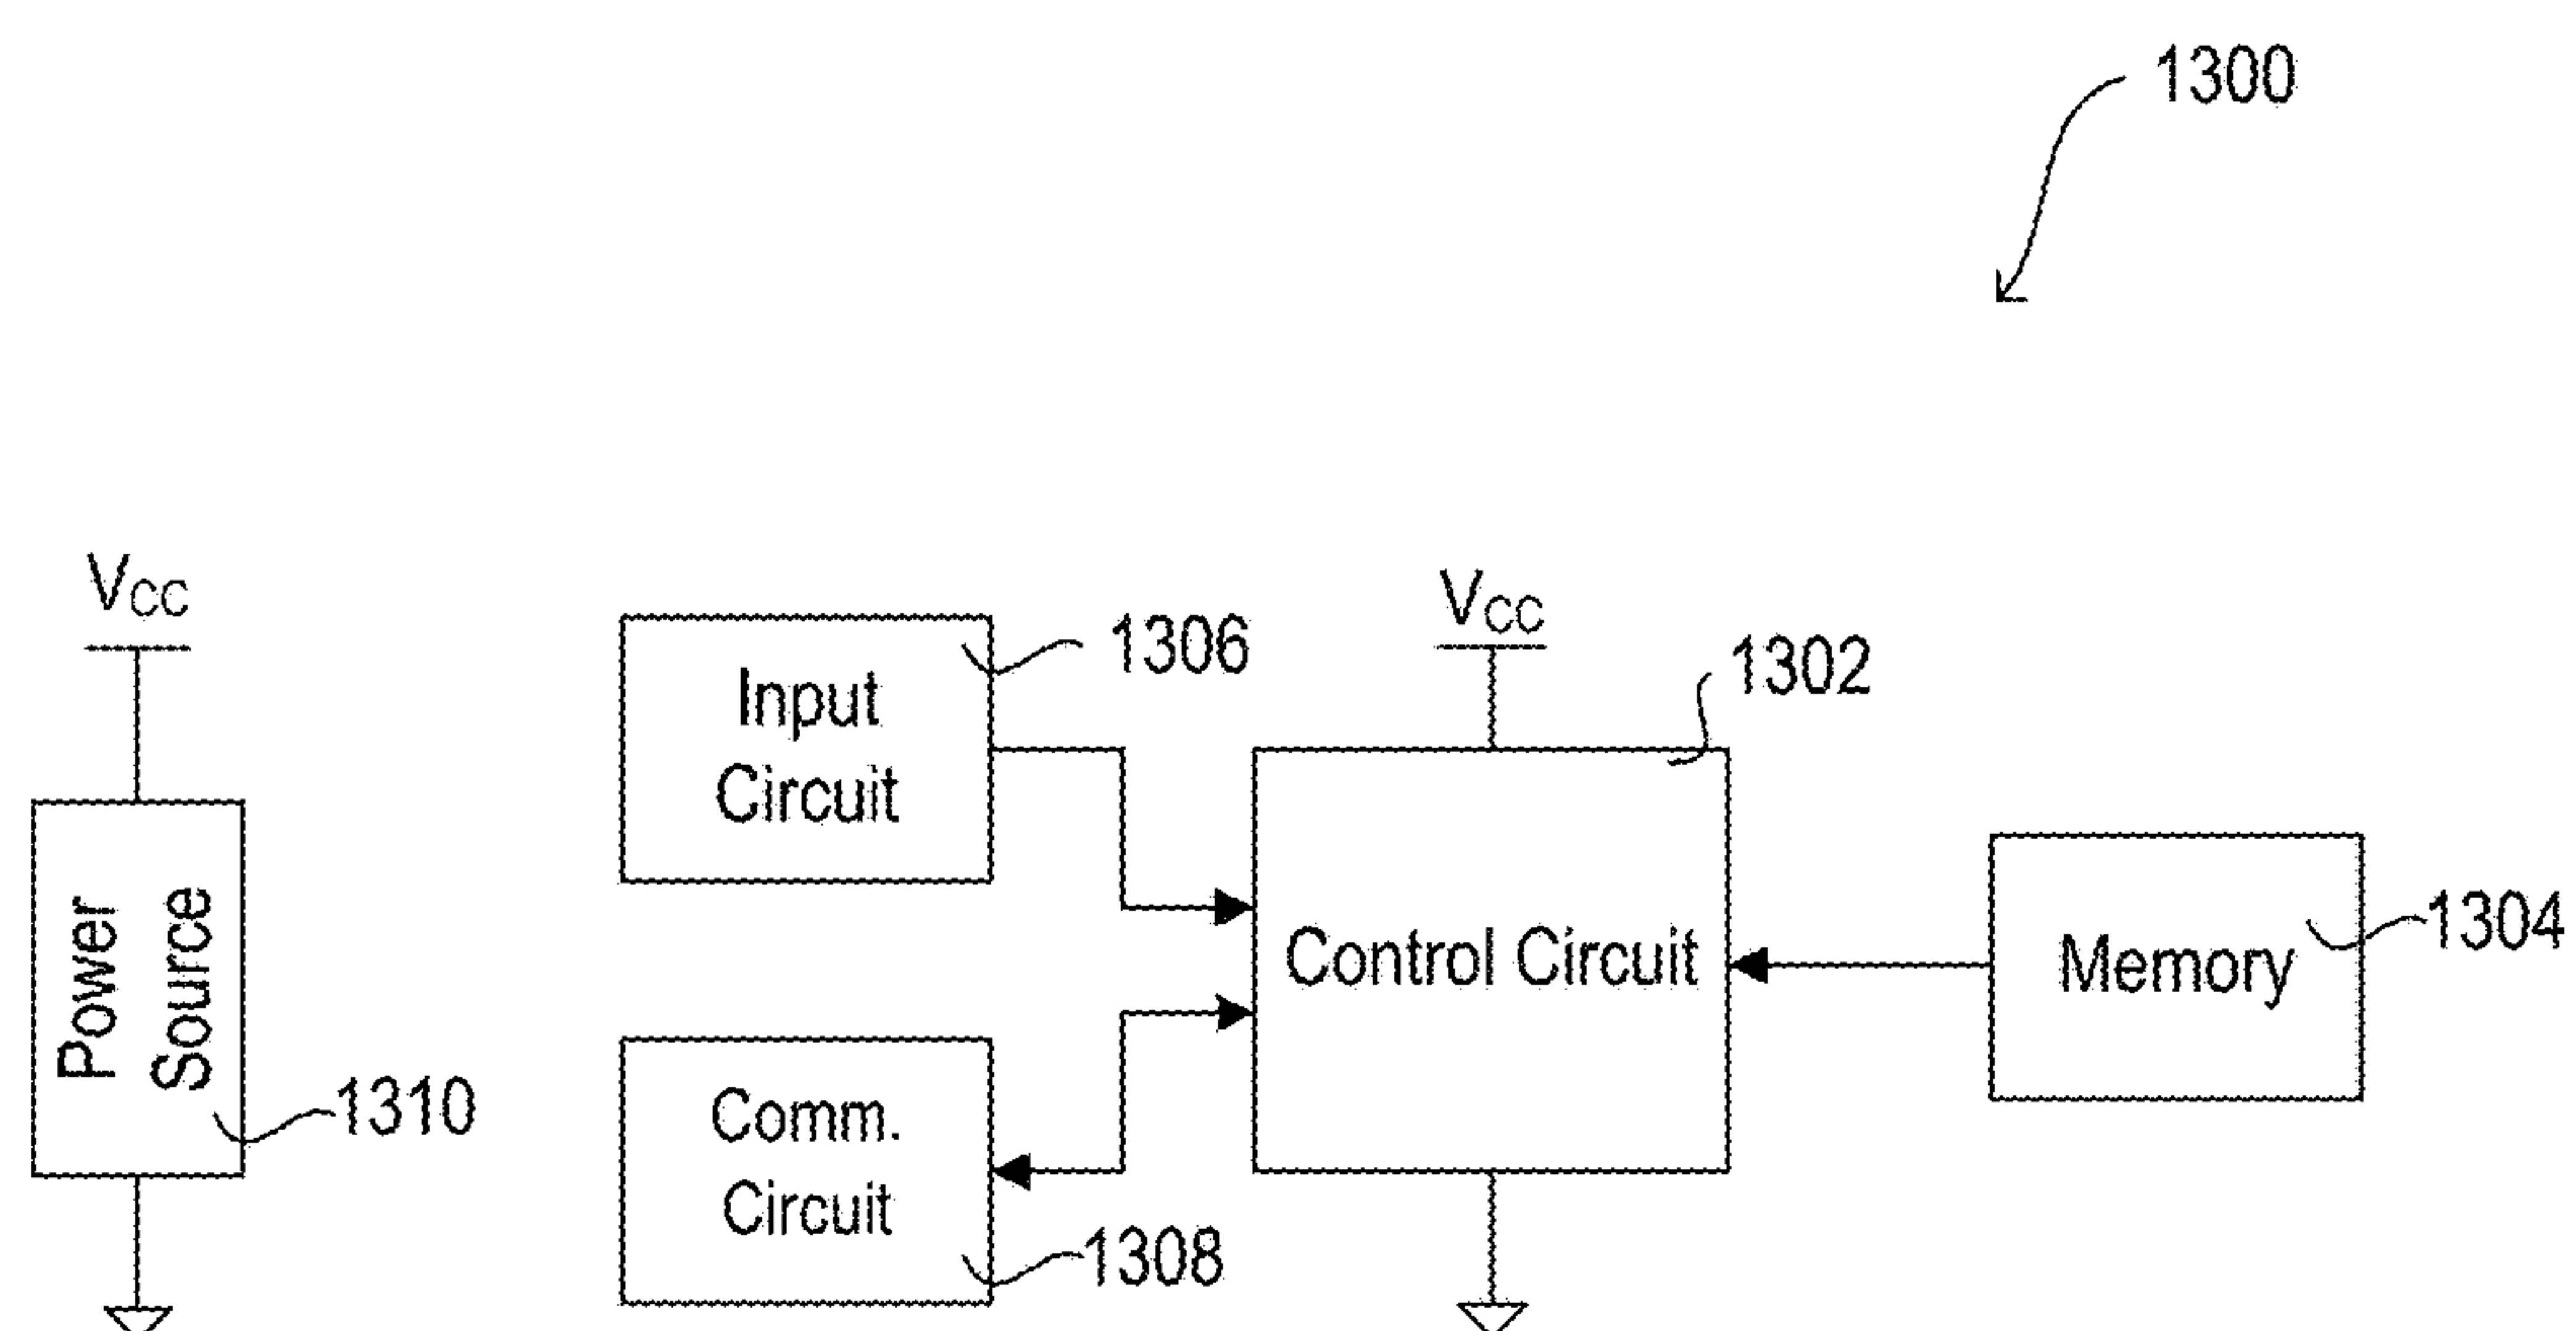 1300
VCC
Power
Source
1310
Input
Circuit
1306
Comm.
Circuit
1308
VCC
1302
Control Circuit
Memory
1304